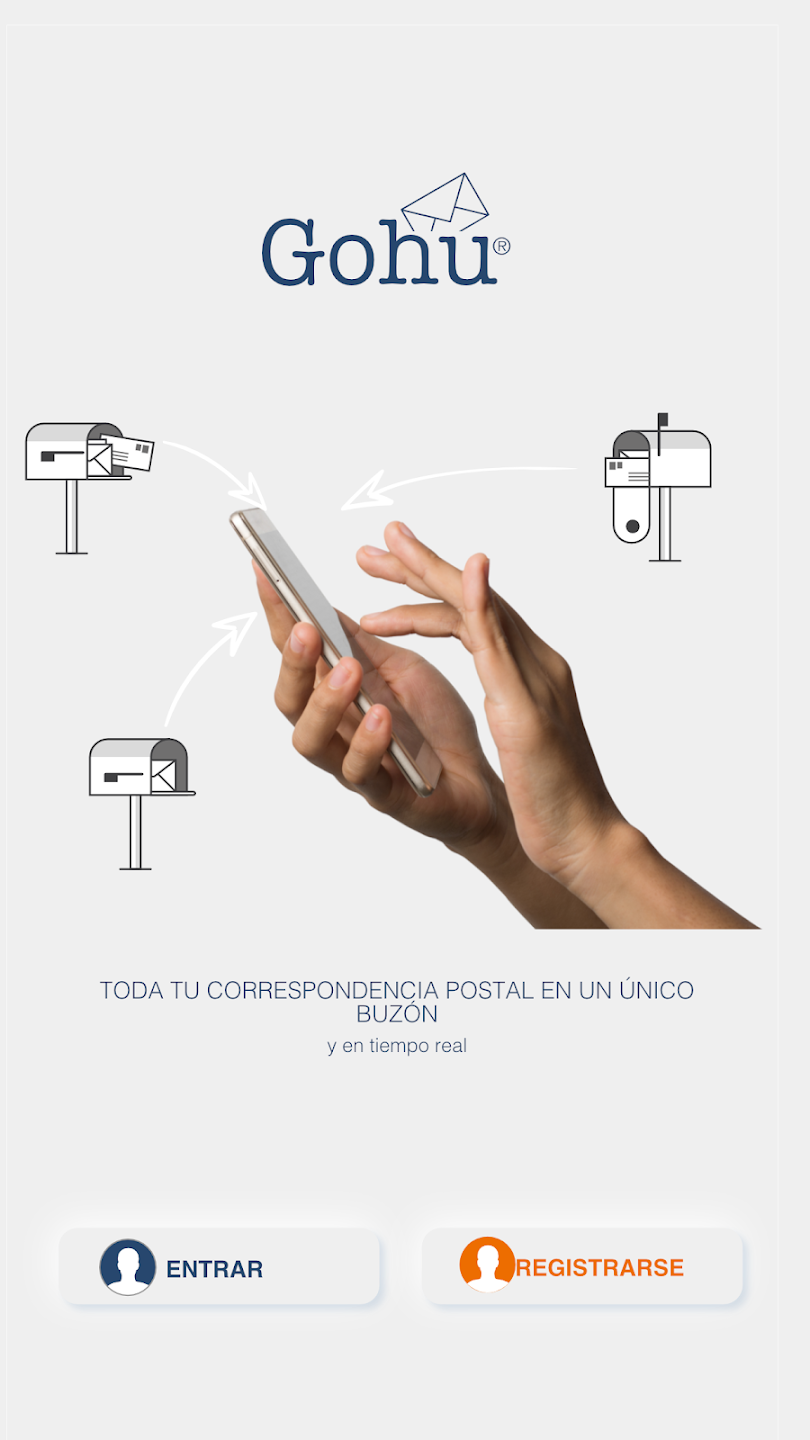 Gohu®
TODA TU CORRESPONDENCIA POSTAL EN UN ÚNICO
BUZÓN
y en tiempo real
ENTRAR
REGISTRARSE